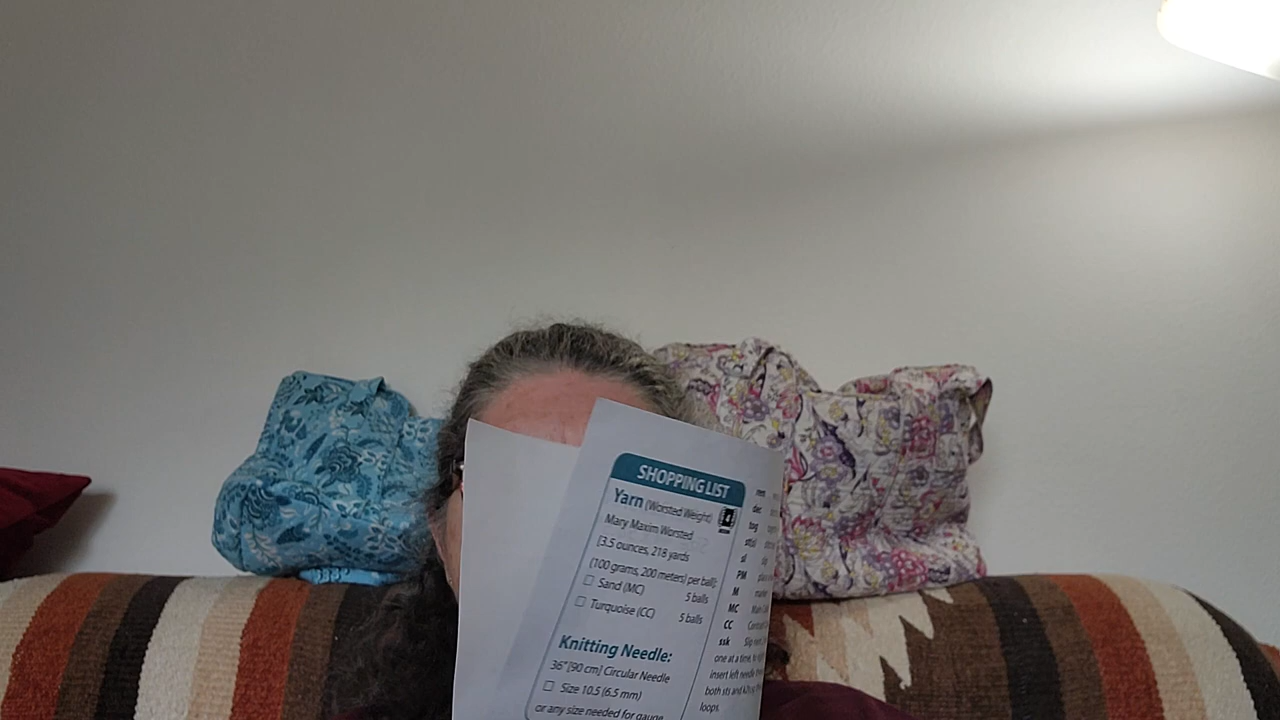 SHOPPING LIST
Yarn (Worsted Weight)
4
Mary Maxim Worsted
[3.5 ounces, 218 yards
(100 grams, 200 meters) per ball]:
☐ Sand (MC) 5 balls
☐ Turquoise (CC) 5 balls
Knitting Needle:
36" [90 cm] Circular Needle
☐ Size 10.5 (6.5 mm)
or any size needed for gauge
rem
dec
tog
sl
PM
M
MC
CC
ssk Slip
one at a time,
insert left needle
both sts and
loops.